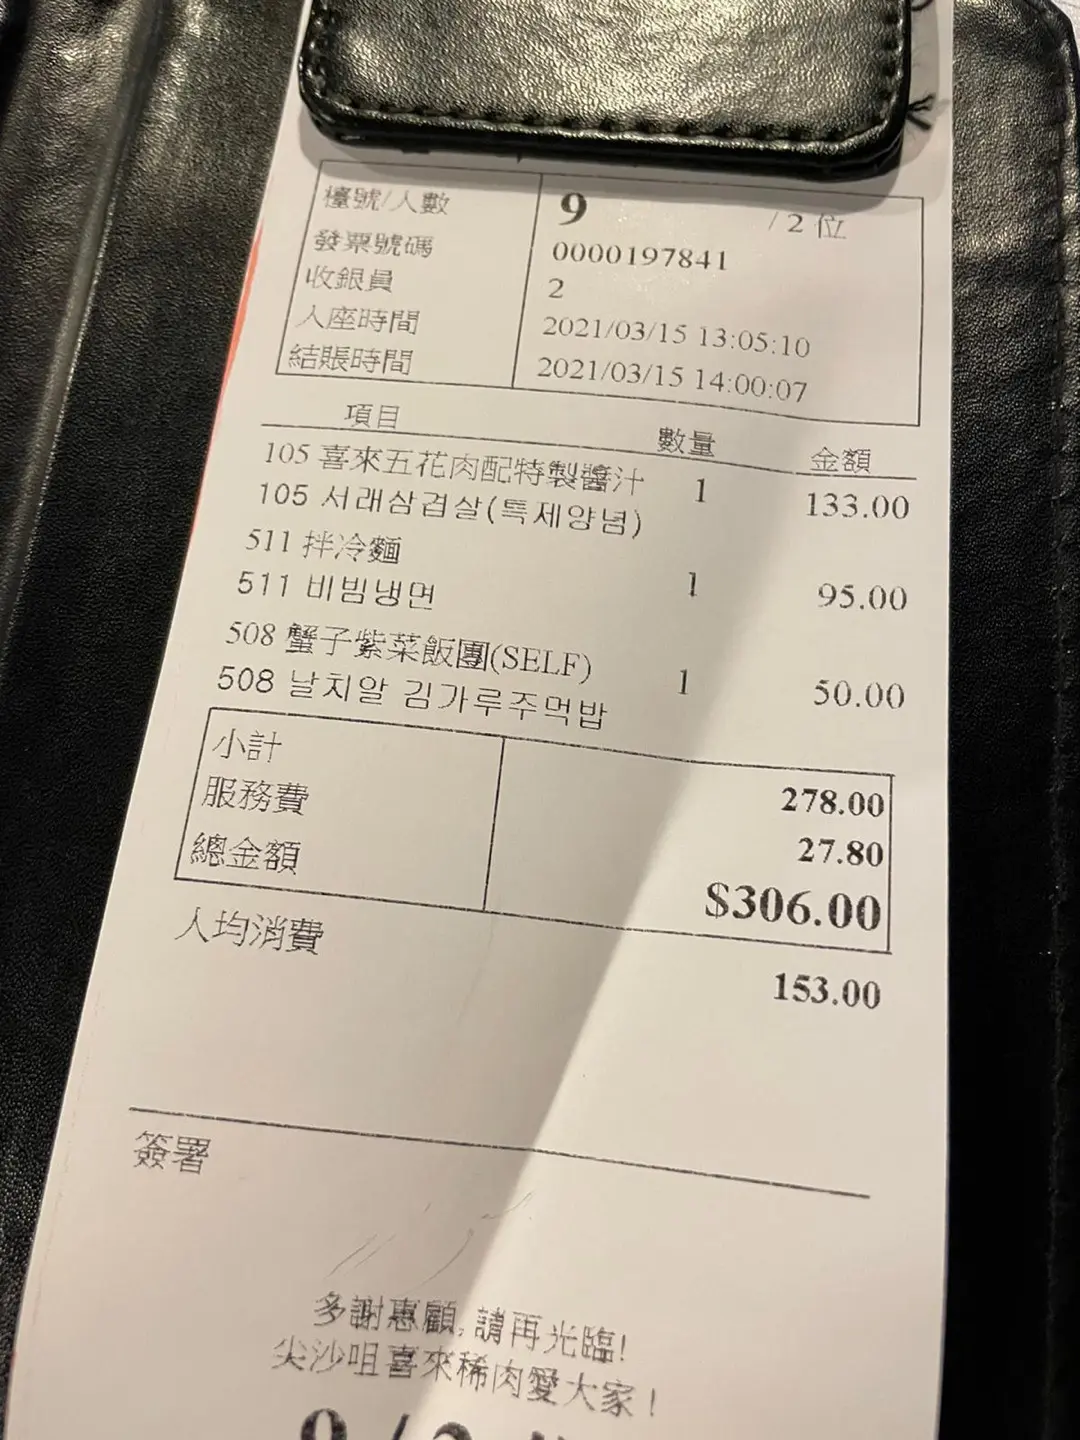 檯號/人數 9 / 2 位
發票號碼 0000197841
收銀員 2
入座時間 2021/03/15 13:05:10
結賬時間 2021/03/15 14:00:07
項目 數量 金額
105 喜來五花肉配特製醬汁 1 133.00
105 서래삼겹살(특제양념)
511 拌冷麵 1 95.00
511 비빔냉면
508 蟹子紫菜飯團(SELF) 1 50.00
508 날치알 김가루주먹밥
小計 278.00
服務費 27.80
總金額 $306.00
人均消費 153.00
簽署
多謝惠顧, 請再光臨!
尖沙咀喜來稀肉愛大家!